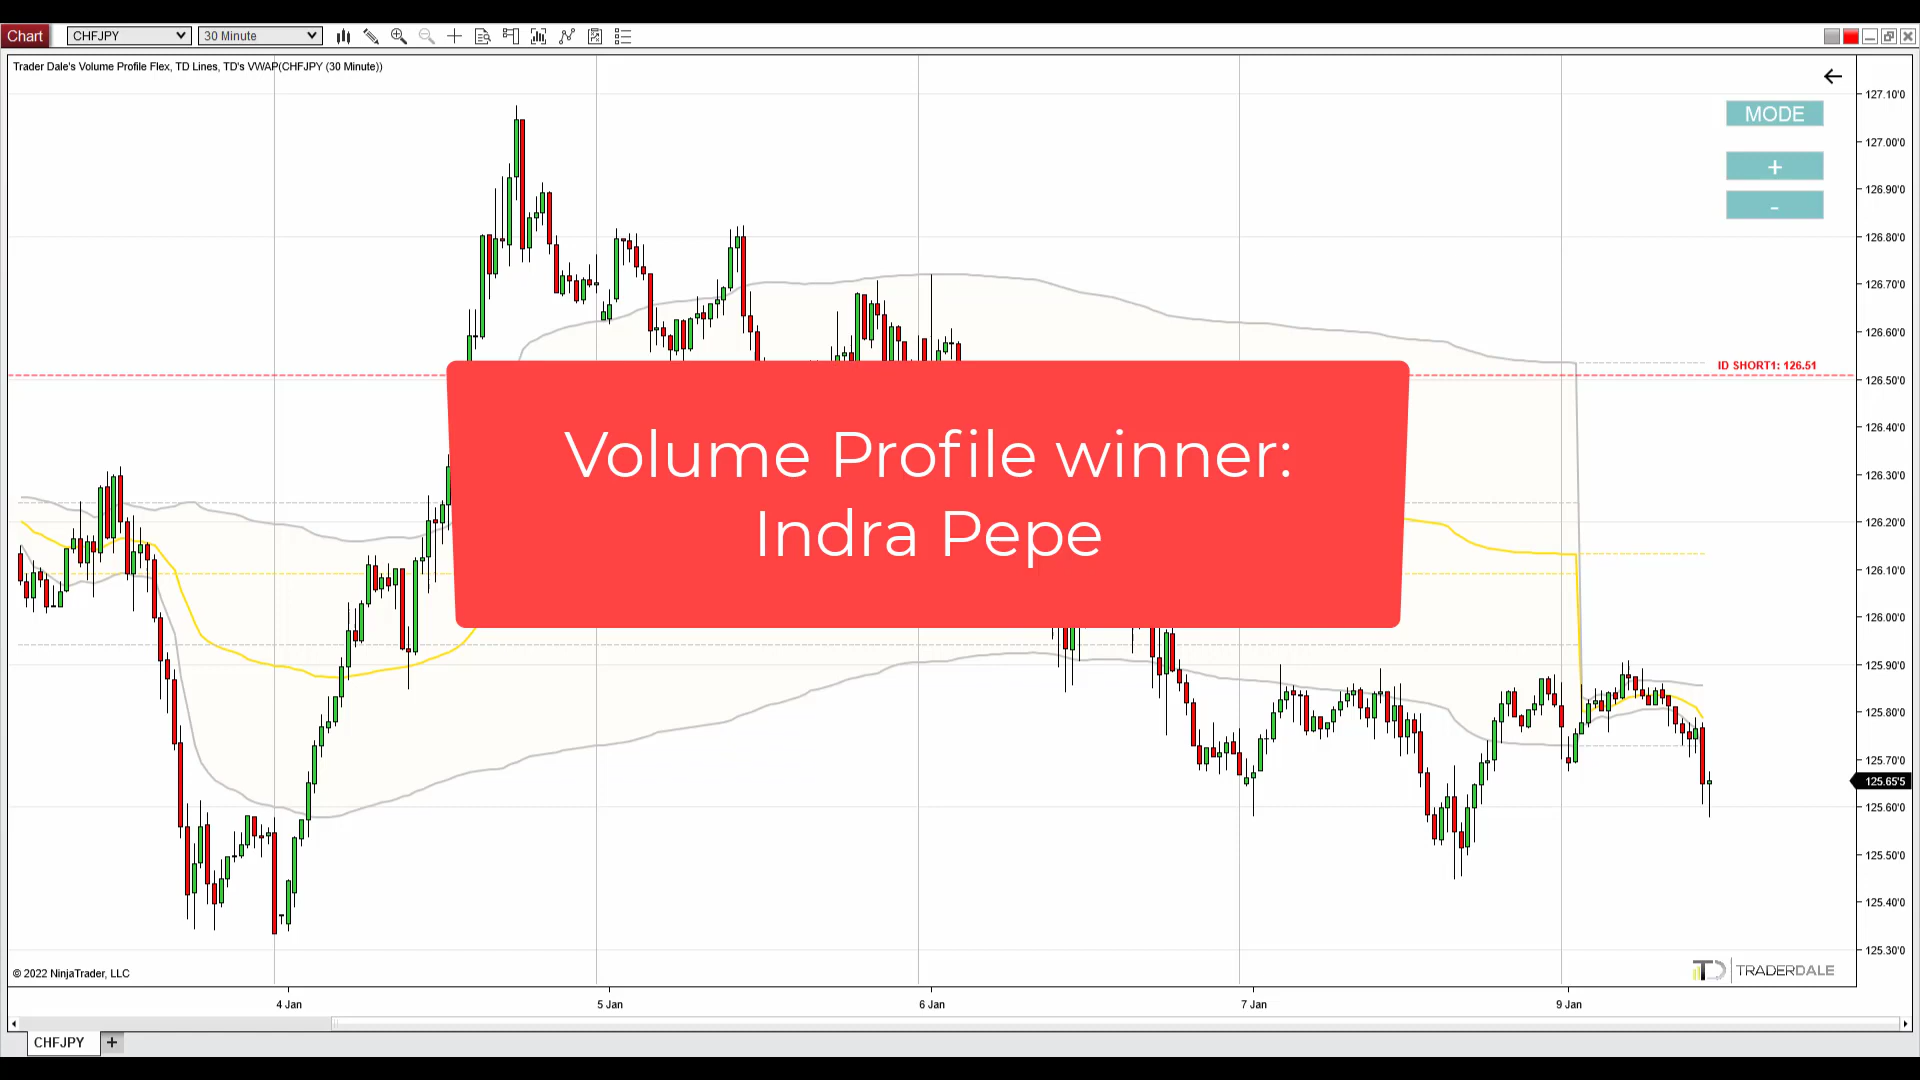 Chart
CHFJPY
30 Minute
Trader Dale's Volume Profile Flex, TD Lines, TD's VWAP(CHFJPY (30 Minute))
MODE
+
-
127.10'0
127.00'0
126.90'0
126.80'0
126.70'0
126.60'0
ID SHORT1: 126.51
126.50'0
126.40'0
126.30'0
126.20'0
126.10'0
126.00'0
125.90'0
125.80'0
125.70'0
125.65'5
125.60'0
125.50'0
125.40'0
125.30'0
Volume Profile winner:
Indra Pepe
© 2022 NinjaTrader, LLC
TD TRADERDALE
4 Jan
5 Jan
6 Jan
7 Jan
9 Jan
CHFJPY
+